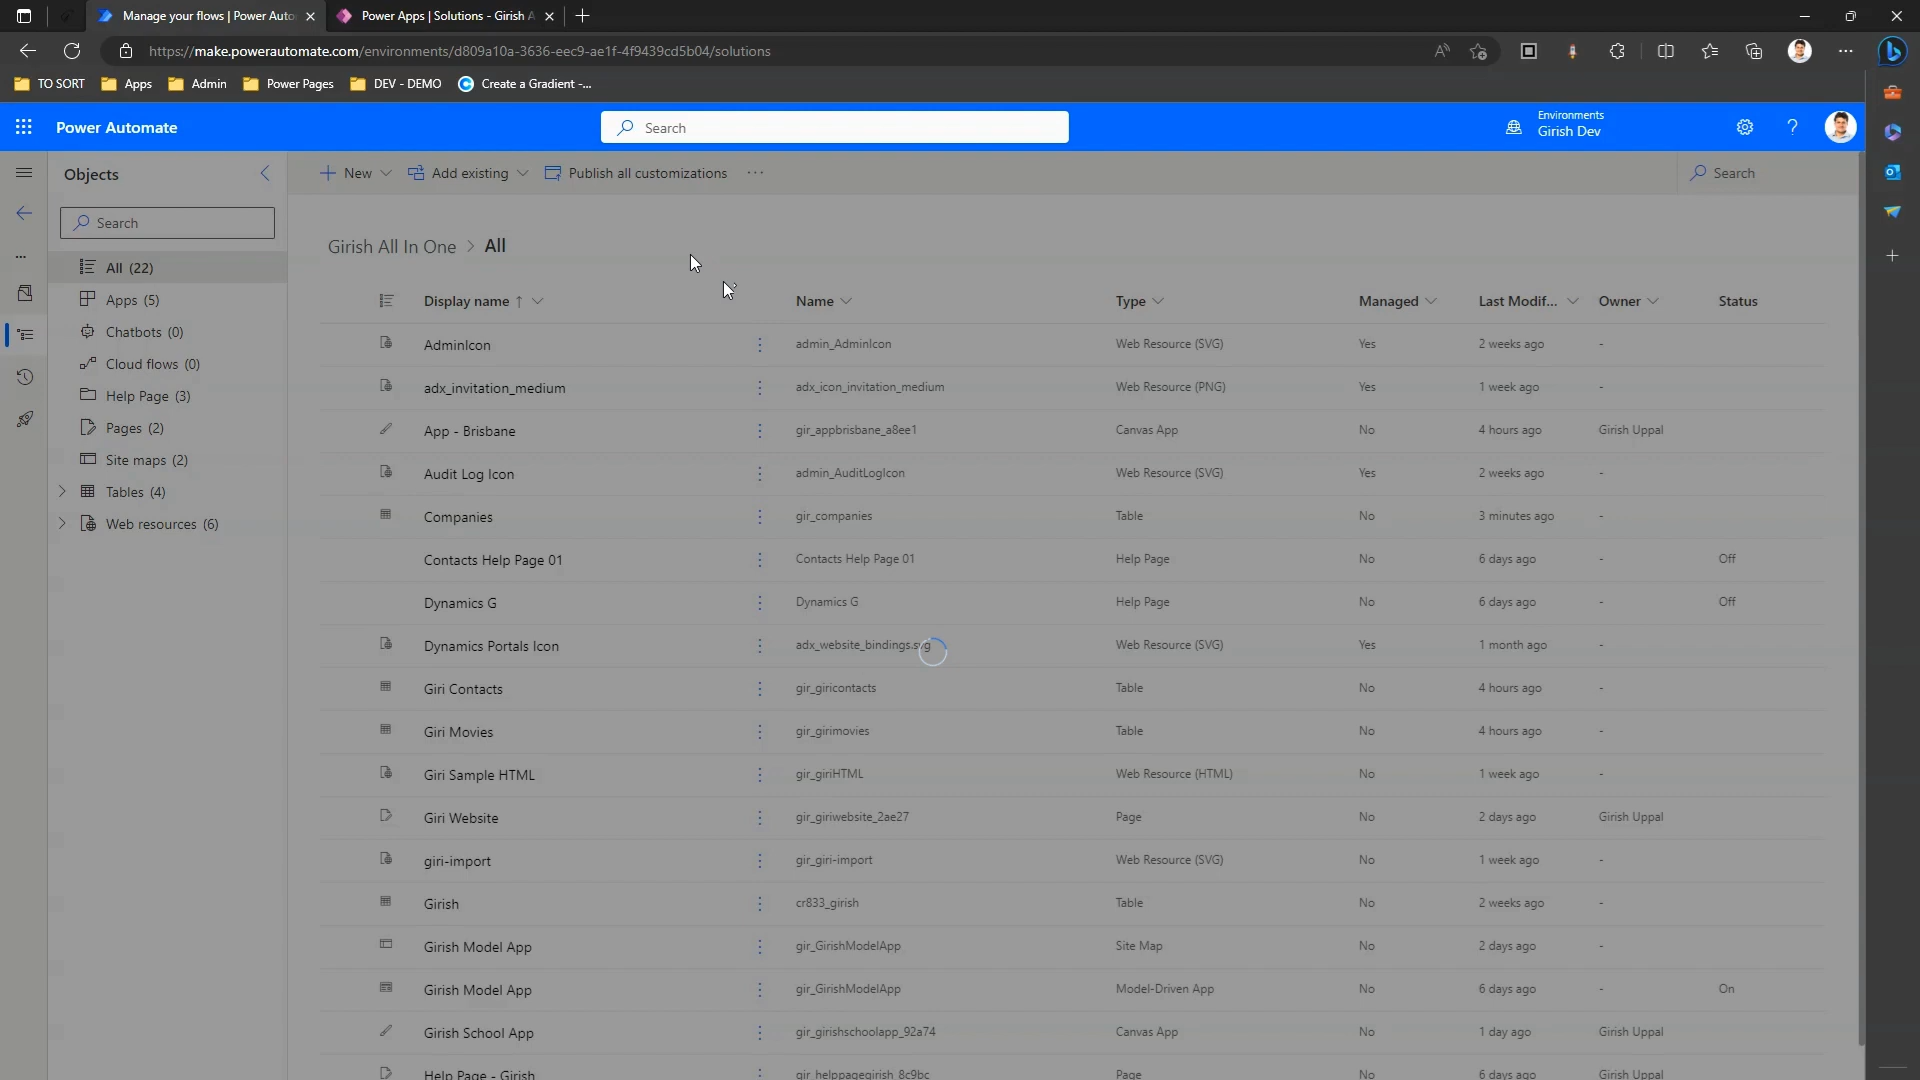 Manage your flows | Power Auto
Power Apps | Solutions - Girish A
https://make.powerautomate.com/environments/d809a10a-3636-eec9-ae1f-4f9439cd5b04/solutions
TO SORT Apps Admin Power Pages DEV - DEMO Create a Gradient -...
Power Automate
Search
Environments
Girish Dev
Objects
New Add existing Publish all customizations ...
Search
Search
Girish All In One > All
All (22)
Apps (5)
Chatbots (0)
Cloud flows (0)
Help Page (3)
Pages (2)
Site maps (2)
Tables (4)
Web resources (6)
Display name ↑ Name Type Managed Last Modif... Owner Status
AdminIcon admin_AdminIcon Web Resource (SVG) Yes 2 weeks ago -
adx_invitation_medium adx_icon_invitation_medium Web Resource (PNG) Yes 1 week ago -
App - Brisbane gir_appbrisbane_a8ee1 Canvas App No 4 hours ago Girish Uppal
Audit Log Icon admin_AuditLogIcon Web Resource (SVG) Yes 2 weeks ago -
Companies gir_companies Table No 3 minutes ago -
Contacts Help Page 01 Contacts Help Page 01 Help Page No 6 days ago - Off
Dynamics G Dynamics G Help Page No 6 days ago - Off
Dynamics Portals Icon adx_website_bindings.svg Web Resource (SVG) Yes 1 month ago -
Giri Contacts gir_giricontacts Table No 4 hours ago -
Giri Movies gir_girimovies Table No 4 hours ago -
Giri Sample HTML gir_giriHTML Web Resource (HTML) No 1 week ago -
Giri Website gir_giriwebsite_2ae27 Page No 2 days ago Girish Uppal
giri-import gir_giri-import Web Resource (SVG) No 1 week ago -
Girish cr833_girish Table No 2 weeks ago -
Girish Model App gir_GirishModelApp Site Map No 2 days ago -
Girish Model App gir_GirishModelApp Model-Driven App No 6 days ago - On
Girish School App gir_girishschoolapp_92a74 Canvas App No 1 day ago Girish Uppal
Help Page - Girish gir_helppagegirish_8c9bc Page No 6 days ago Girish Uppal